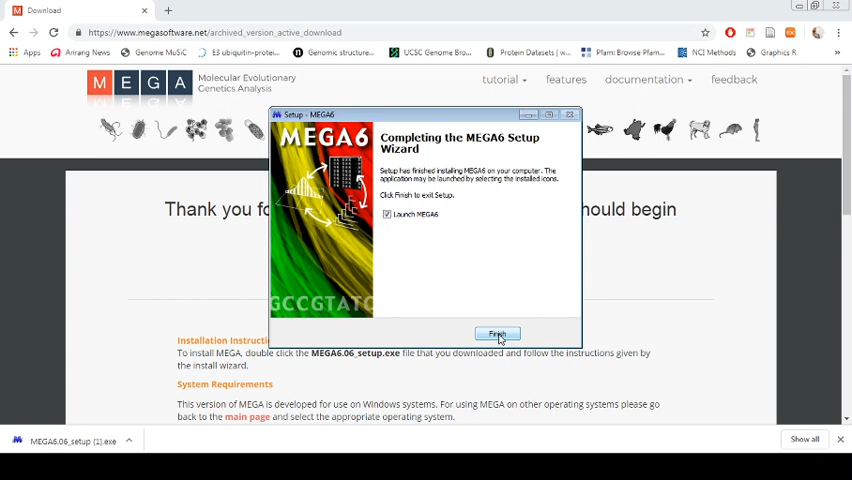 Download
https://www.megasoftware.net/archived_version_active_download
Apps
Arirang News
Genome MuSiC
E3 ubiquitin-protei...
Genomic structure...
UCSC Genome Bro...
Protein Datasets | w...
Pfam: Browse Pfam...
NCI Methods
Graphics R
M E G A
Molecular Evolutionary
Genetics Analysis
tutorial
features
documentation
feedback
Setup - MEGA6
MEGA6
GCCGTATC
Completing the MEGA6 Setup
Wizard
Setup has finished installing MEGA6 on your computer. The
application may be launched by selecting the installed icons.
Click Finish to exit Setup.
Launch MEGA6
Finish
Thank you fo
hould begin
Installation Instructi
To install MEGA, double click the MEGA6.06_setup.exe file that you downloaded and follow the instructions given by
the install wizard.
System Requirements
This version of MEGA is developed for use on Windows systems. For using MEGA on other operating systems please go
back to the main page and select the appropriate operating system.
MEGA6.06_setup (1).exe
Show all